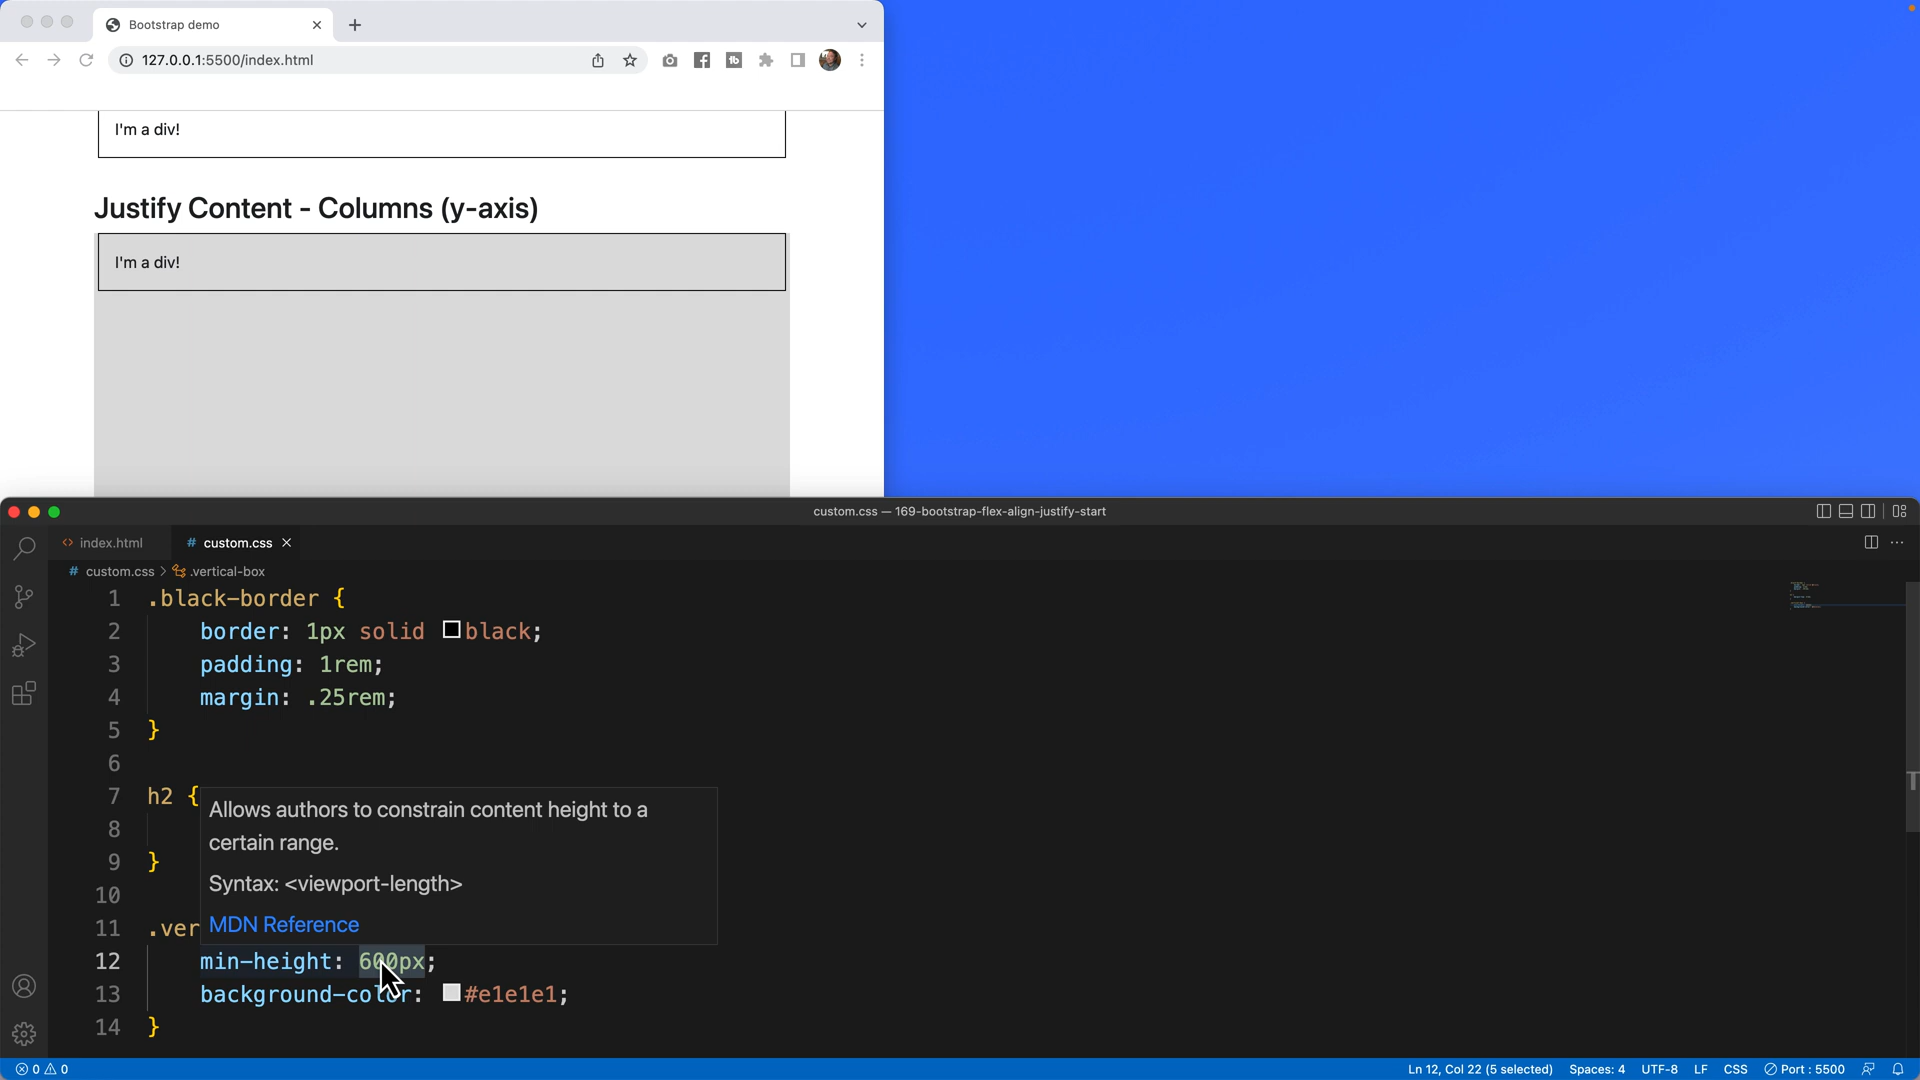 Bootstrap demo
127.0.0.1:5500/index.html
I'm a div!
Justify Content - Columns (y-axis)
I'm a div!
custom.css — 169-bootstrap-flex-align-justify-start
<> index.html
# custom.css
# custom.css > .vertical-box
1 .black-border {
2 border: 1px solid black;
3 padding: 1rem;
4 margin: .25rem;
5 }
6
7 h2 {
8
9 }
10
11 .ver
Allows authors to constrain content height to a
certain range.
Syntax: <viewport-length>
MDN Reference
12 min-height: 600px;
13 background-color: #e1e1e1;
14 }
0 0 Ln 12, Col 22 (5 selected) Spaces: 4 UTF-8 LF CSS Port : 5500